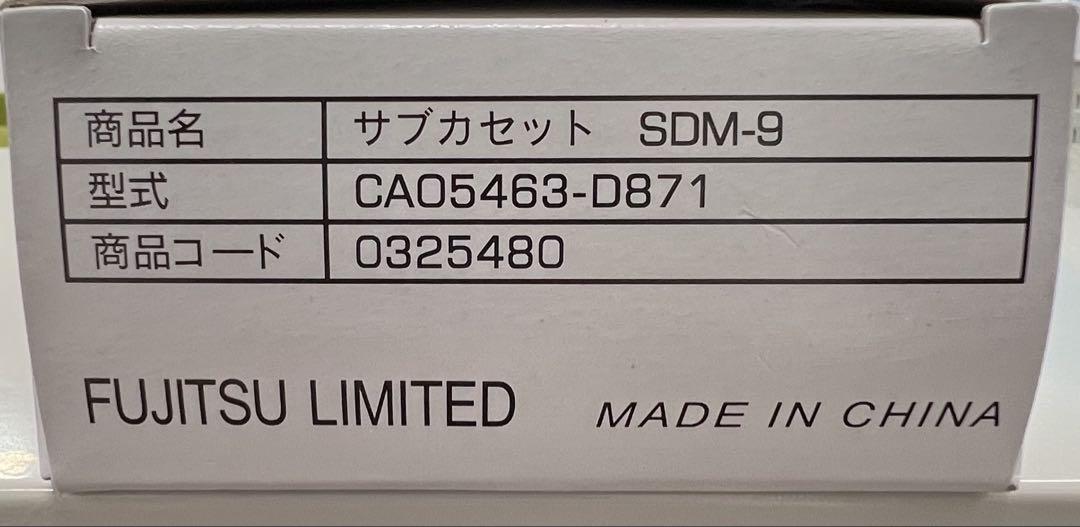 商品名 サブカセット SDM-9
型式 CA05463-D871
商品コード 0325480
FUJITSU LIMITED MADE IN CHINA